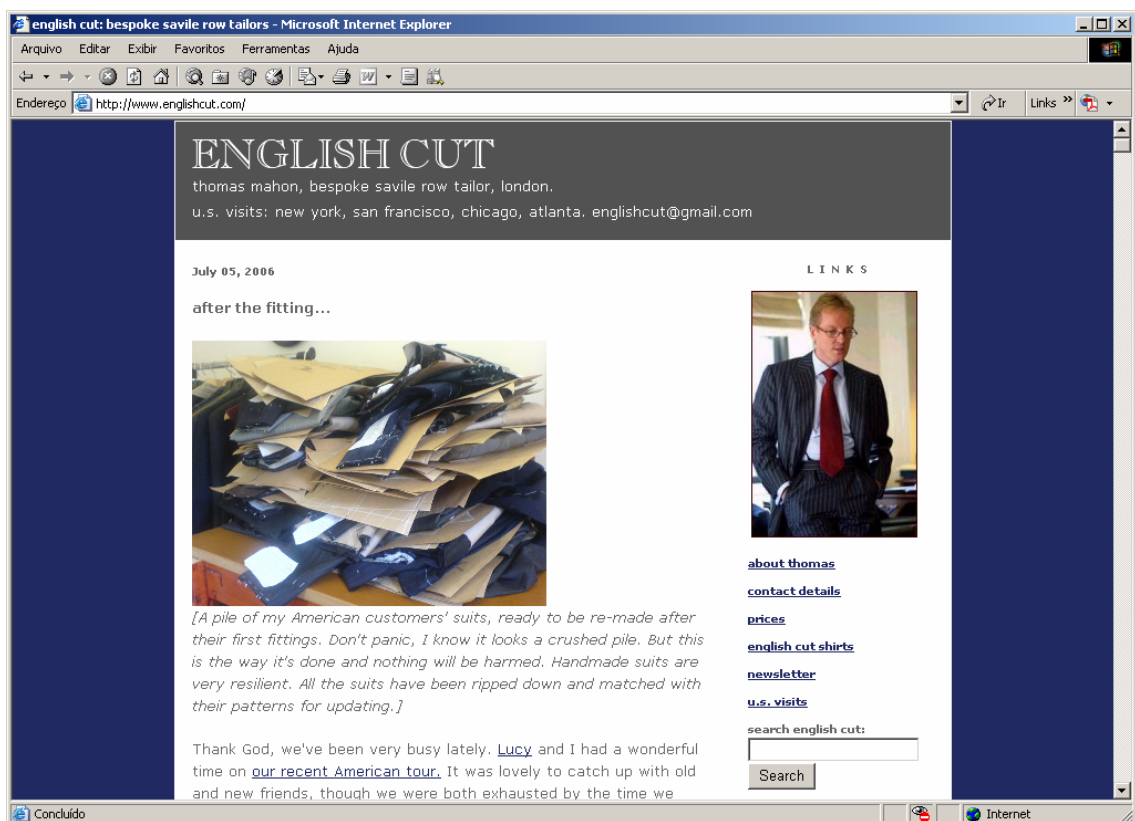 english cut: bespoke savile row tailors - Microsoft Internet Explorer
Arquivo Editar Exibir Favoritos Ferramentas Ajuda
Endereço http://www.englishcut.com/ Ir Links »
ENGLISH CUT
thomas mahon, bespoke savile row tailor, london.
u.s. visits: new york, san francisco, chicago, atlanta. englishcut@gmail.com
July 05, 2006
after the fitting...
[A pile of my American customers' suits, ready to be re-made after
their first fittings. Don't panic, I know it looks a crushed pile. But this
is the way it's done and nothing will be harmed. Handmade suits are
very resilient. All the suits have been ripped down and matched with
their patterns for updating.]
Thank God, we've been very busy lately. Lucy and I had a wonderful
time on our recent American tour. It was lovely to catch up with old
and new friends, though we were both exhausted by the time we
LINKS
about thomas
contact details
prices
english cut shirts
newsletter
u.s. visits
search english cut:
Search
Concluído Internet